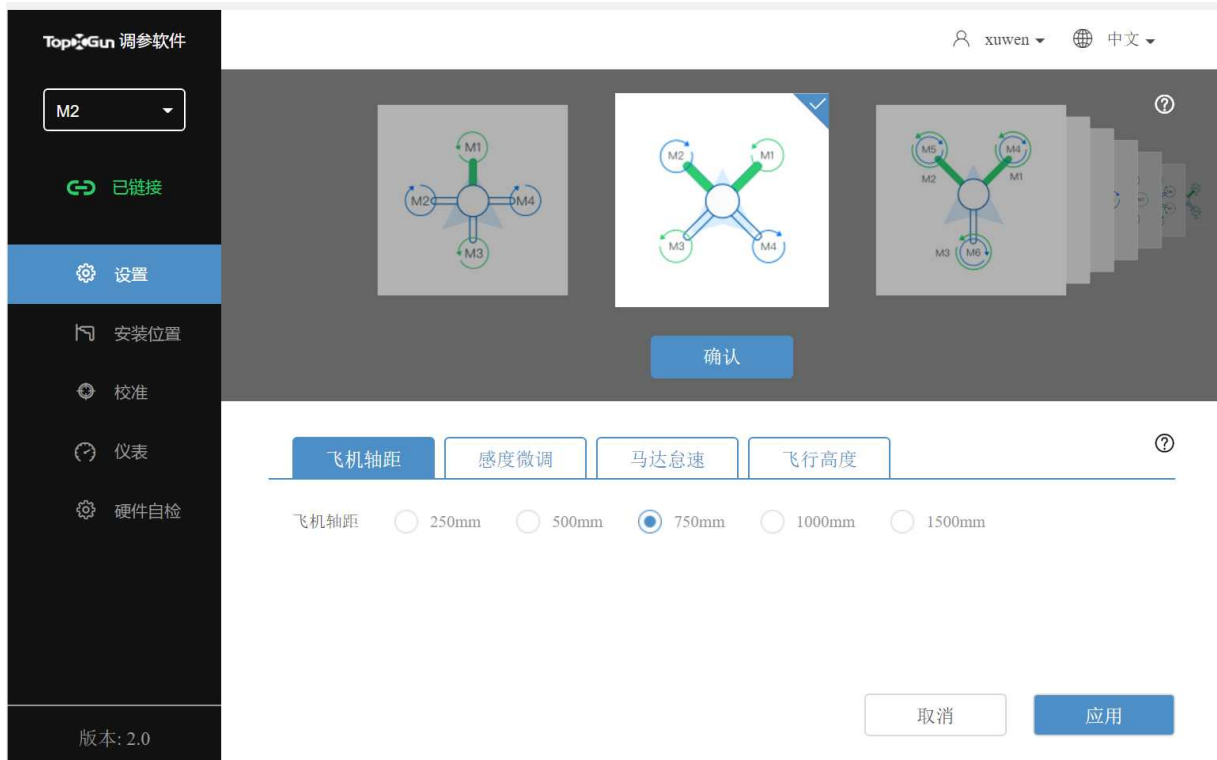 TopXGun 调参软件
xuwen
中文
M2
已链接
设置
安装位置
校准
仪表
硬件自检
版本: 2.0
M1
M2
M4
M3
M2
M1
M3
M4
M5
M4
M2
M1
M3
M6
确认
飞机轴距
感度微调
马达怠速
飞行高度
飞机轴距
250mm
500mm
750mm
1000mm
1500mm
取消
应用